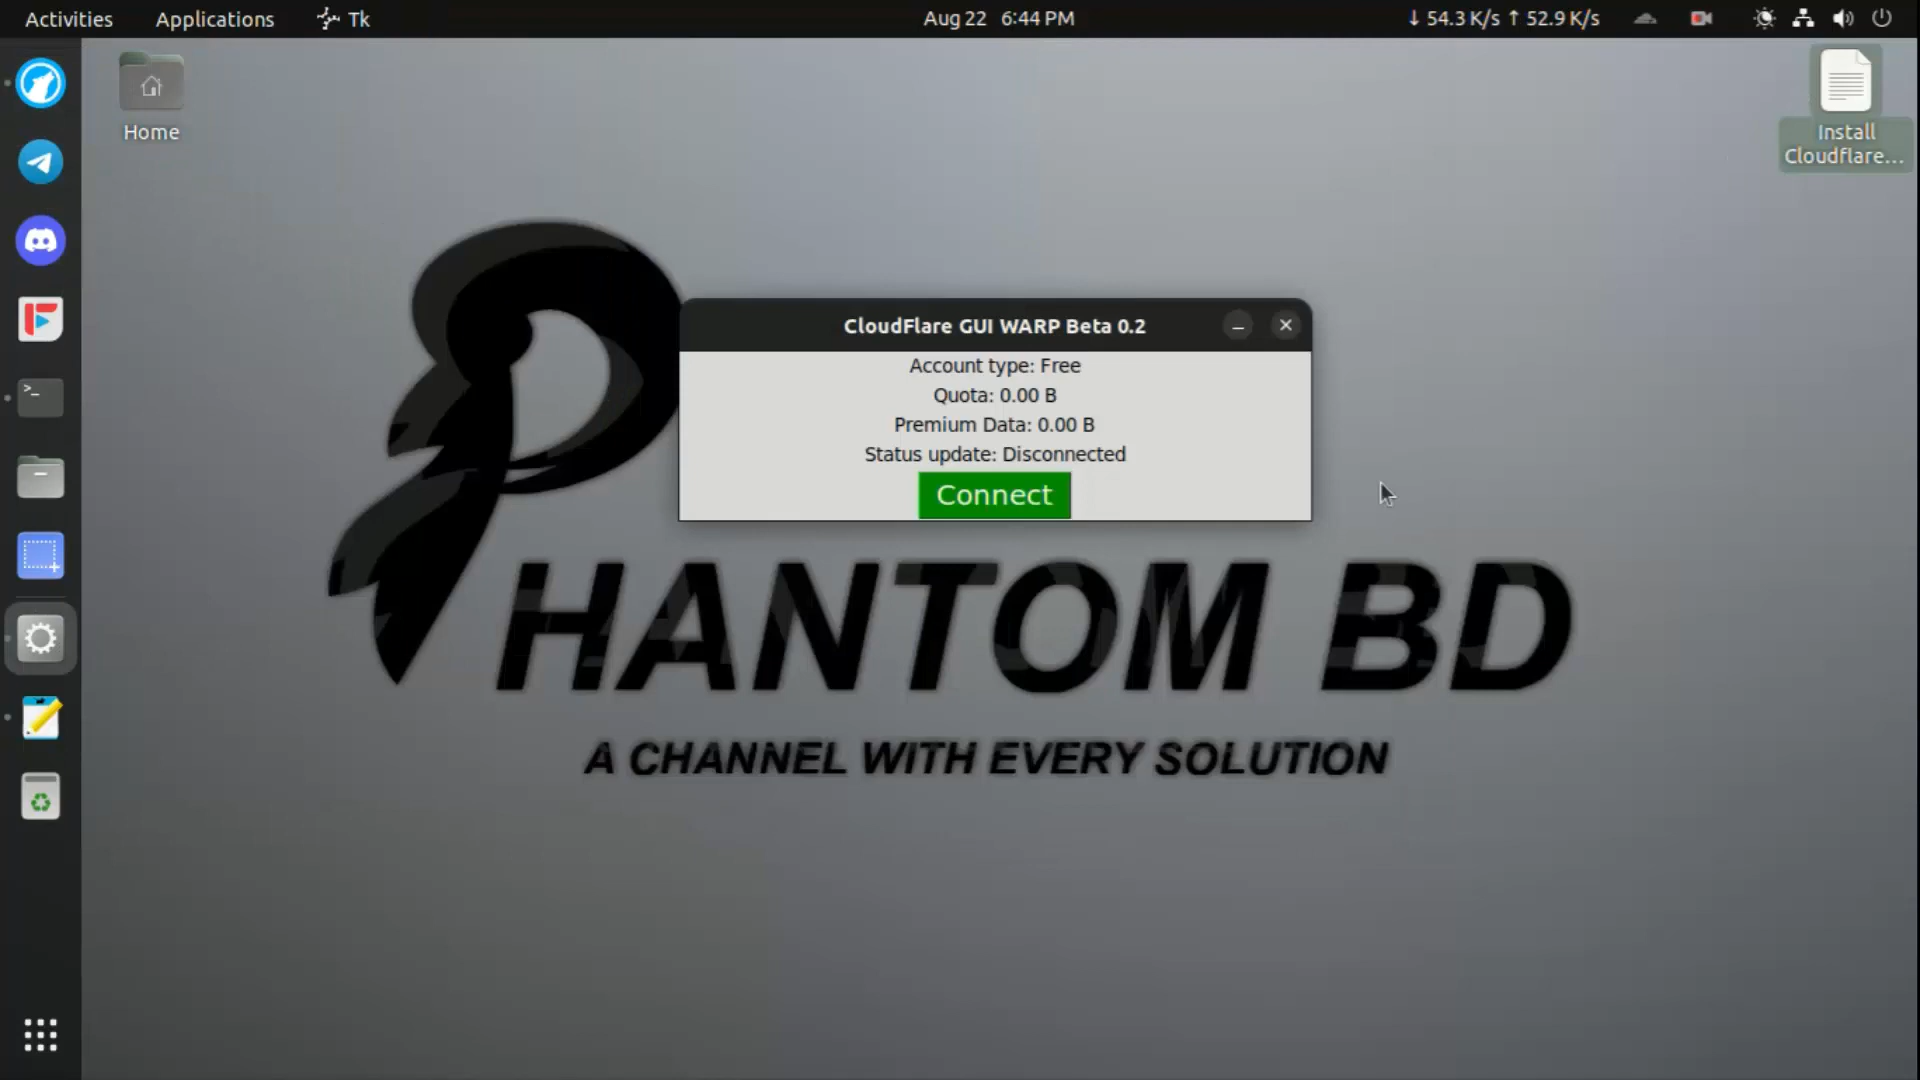 Activities Applications Tk Aug 22 6:44 PM ↓ 54.3 K/s ↑ 52.9 K/s
Home
Install
Cloudflare...
CloudFlare GUI WARP Beta 0.2
Account type: Free
Quota: 0.00 B
Premium Data: 0.00 B
Status update: Disconnected
Connect
PHANTOM BD
A CHANNEL WITH EVERY SOLUTION